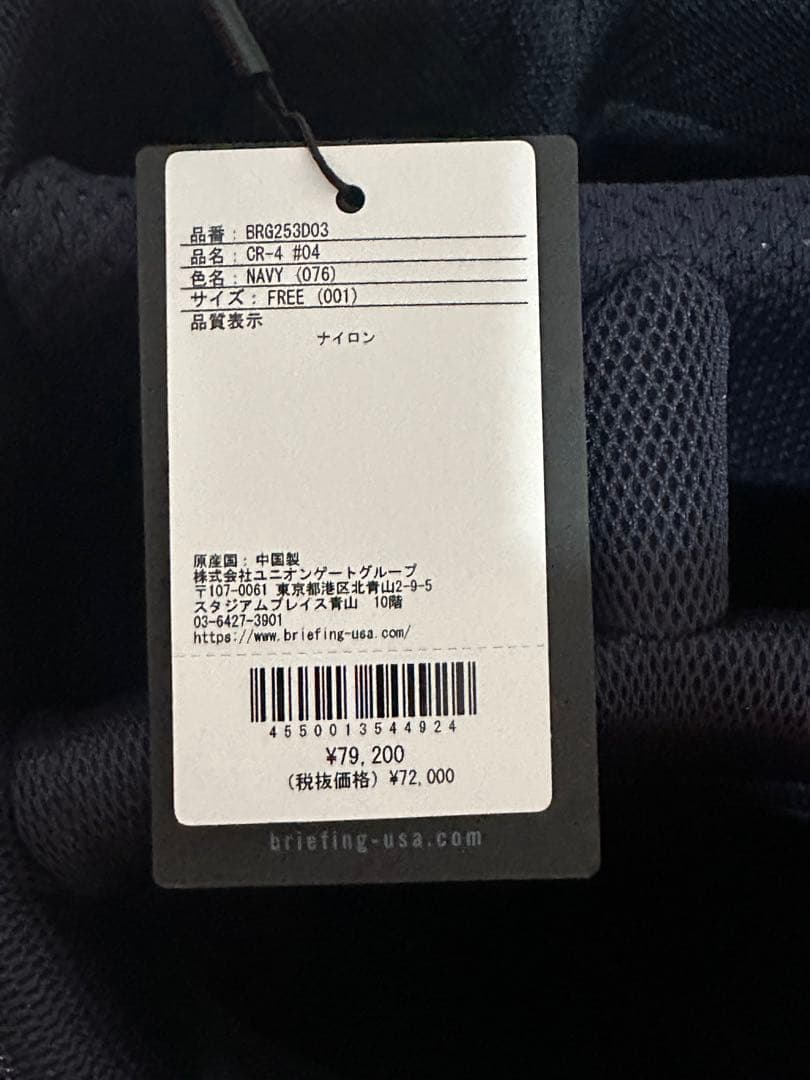 品番: BRG253D03
品名: CR-4 #04
色名: NAVY (076)
サイズ: FREE (001)
品質表示
ナイロン
原産国: 中国製
株式会社ユニオンゲートグループ
〒107-0061 東京都港区北青山2-9-5
スタジアムプレイス青山 10階
03-6427-3901
https://www.briefing-usa.com/
4550013544924
¥79,200
(税抜価格) ¥72,000
briefing-usa.com